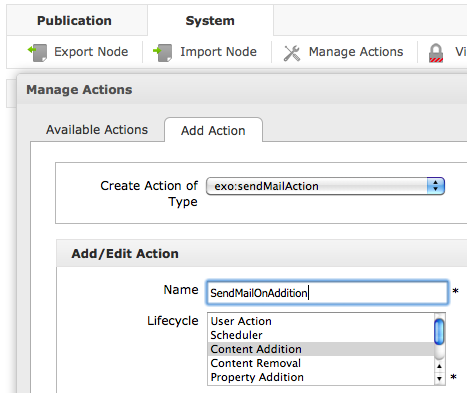 Publication System
Export Node Import Node Manage Actions Vi
Manage Actions
Available Actions Add Action
Create Action of Type exo:sendMailAction
Add/Edit Action
Name SendMailOnAddition *
Lifecycle User Action
Scheduler
Content Addition
Content Removal
Property Addition *